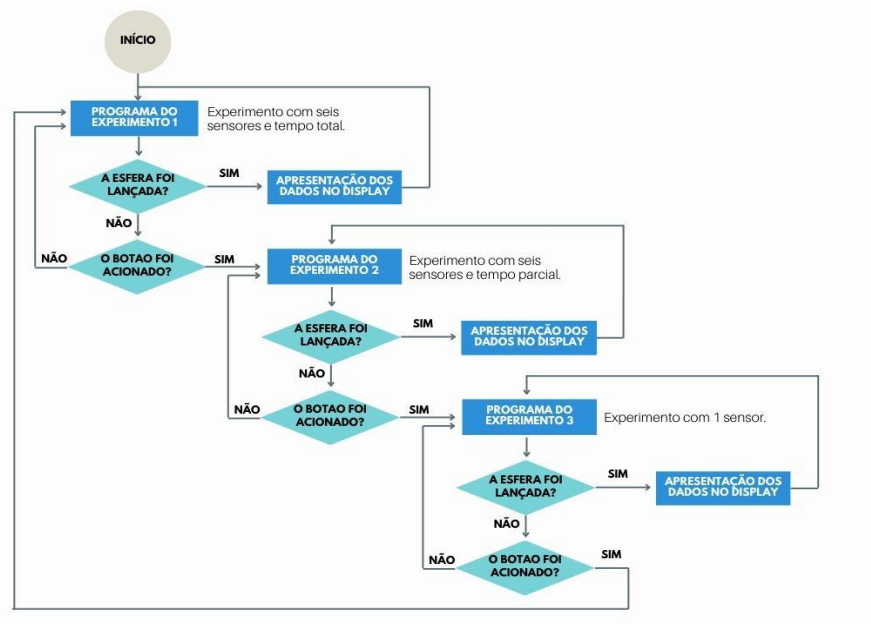 INÍCIO
PROGRAMA DO
EXPERIMENTO 1
Experimento com seis
sensores e tempo total.
A ESFERA FOI
LANÇADA?
SIM
APRESENTAÇÃO DOS
DADOS NO DISPLAY
NÃO
NÃO
O BOTAO FOI
ACIONADO?
SIM
PROGRAMA DO
EXPERIMENTO 2
Experimento com seis
sensores e tempo parcial.
A ESFERA FOI
LANÇADA?
SIM
APRESENTAÇÃO DOS
DADOS NO DISPLAY
NÃO
NÃO
O BOTAO FOI
ACIONADO?
SIM
PROGRAMA DO
EXPERIMENTO 3
Experimento com 1 sensor.
A ESFERA FOI
LANÇADA?
SIM
APRESENTAÇÃO DOS
DADOS NO DISPLAY
NÃO
NÃO
O BOTAO FOI
ACIONADO?
SIM